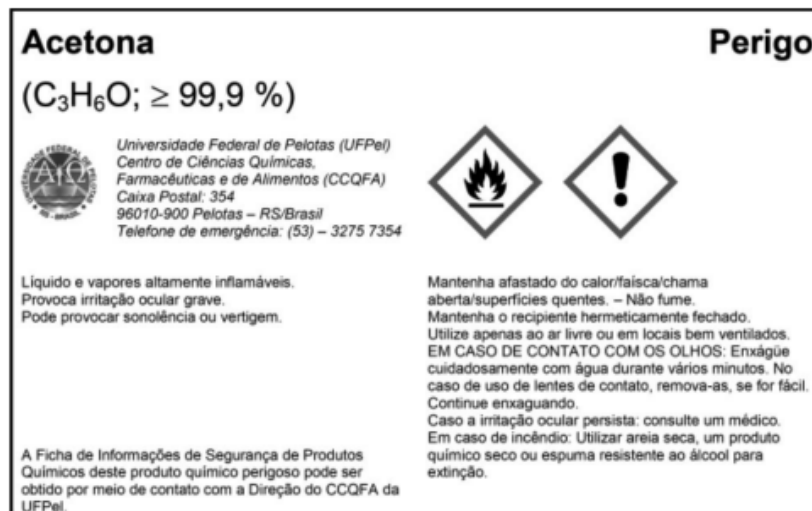 Acetona
Perigo
(C₃H₆O; ≥ 99,9 %)
Universidade Federal de Pelotas (UFPel)
Centro de Ciências Químicas,
Farmacêuticas e de Alimentos (CCQFA)
Caixa Postal: 354
96010-900 Pelotas – RS/Brasil
Telefone de emergência: (53) – 3275 7354
UNIVERSIDADE FEDERAL DE PELOTAS
RS - BRASIL
Líquido e vapores altamente inflamáveis.
Provoca irritação ocular grave.
Pode provocar sonolência ou vertigem.
A Ficha de Informações de Segurança de Produtos
Químicos deste produto químico perigoso pode ser
obtido por meio de contato com a Direção do CCQFA da
UFPel.
Mantenha afastado do calor/faísca/chama
aberta/superfícies quentes. – Não fume.
Mantenha o recipiente hermeticamente fechado.
Utilize apenas ao ar livre ou em locais bem ventilados.
EM CASO DE CONTATO COM OS OLHOS: Enxágüe
cuidadosamente com água durante vários minutos. No
caso de uso de lentes de contato, remova-as, se for fácil.
Continue enxaguando.
Caso a irritação ocular persista: consulte um médico.
Em caso de incêndio: Utilizar areia seca, um produto
químico seco ou espuma resistente ao álcool para
extinção.